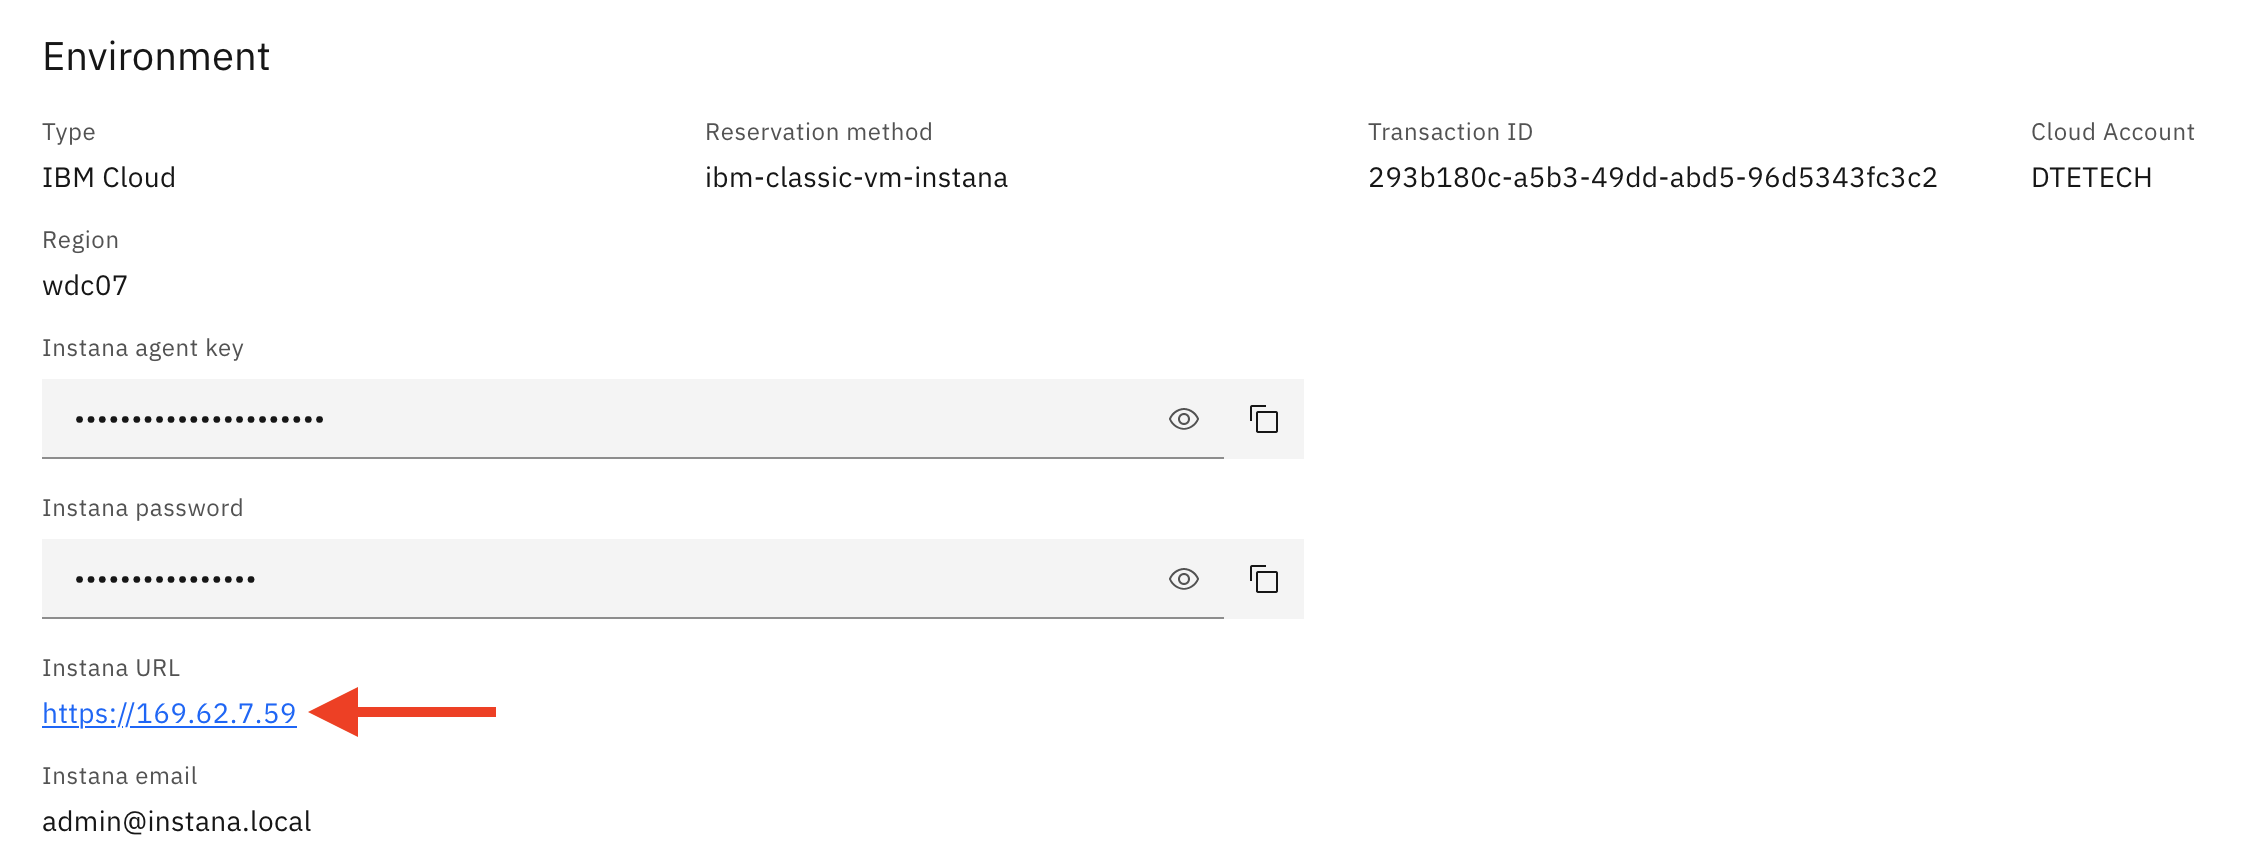 Environment
Type
IBM Cloud
Reservation method
ibm-classic-vm-instana
Transaction ID
293b180c-a5b3-49dd-abd5-96d5343fc3c2
Cloud Account
DTETECH
Region
wdc07
Instana agent key
••••••••••••••••••••••
Instana password
••••••••••••••••
Instana URL
https://169.62.7.59
Instana email
admin@instana.local